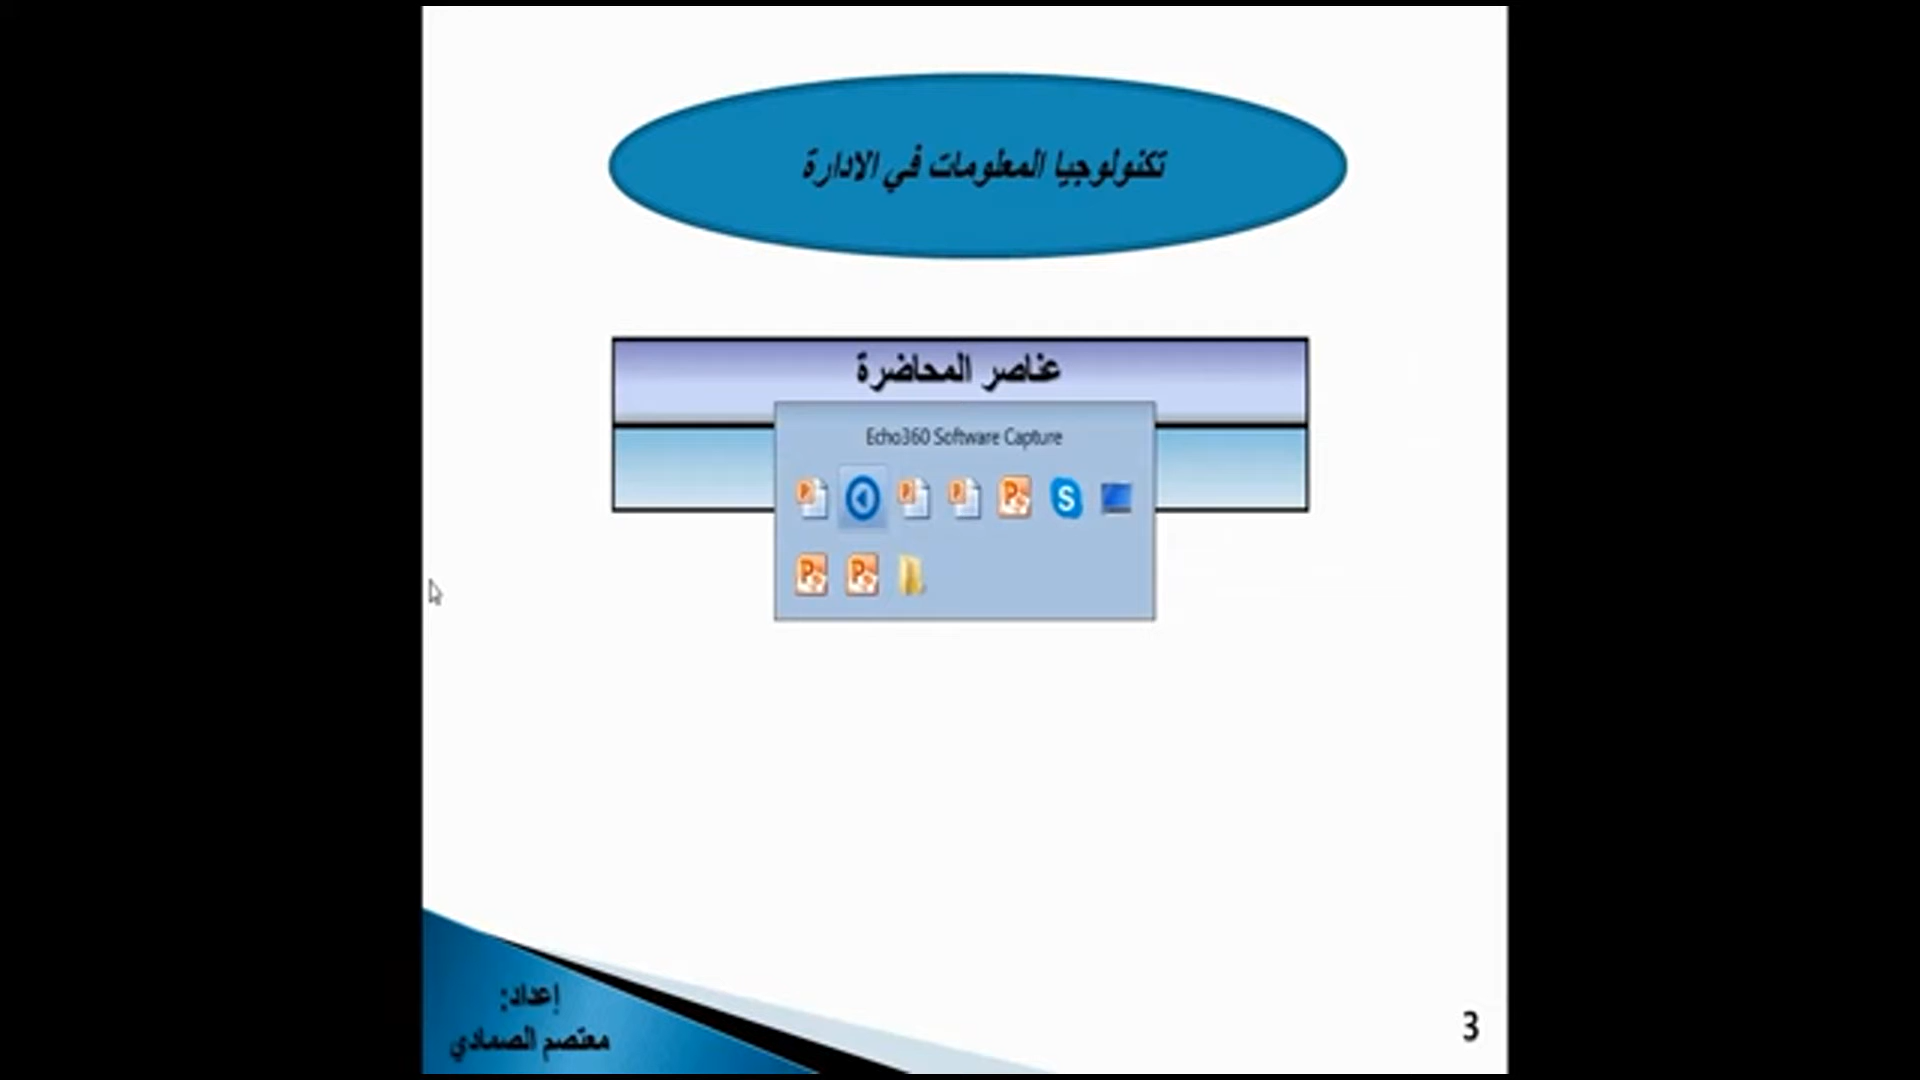 تكنولوجيا المعلومات في الادارة
عناصر المحاضرة
Echo360 Software Capture
إعداد:
معتصم الصمادي
3